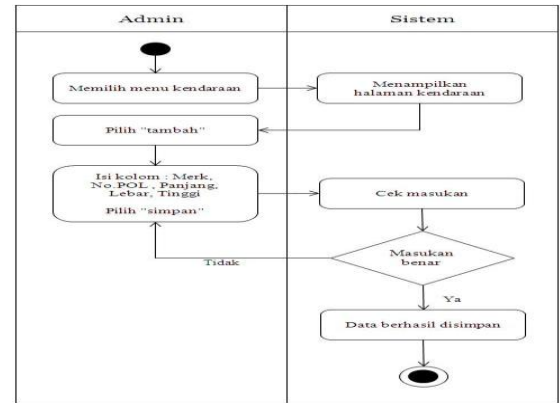 Admin
Sistem
Memilih menu kendaraan
Menampilkan
halaman kendaraan
Pilih "tambah"
Isi kolom : Merk,
No.POL , Panjang,
Lebar, Tinggi
Pilih "simpan"
Cek masukan
Masukan
benar
Tidak
Ya
Data berhasil disimpan